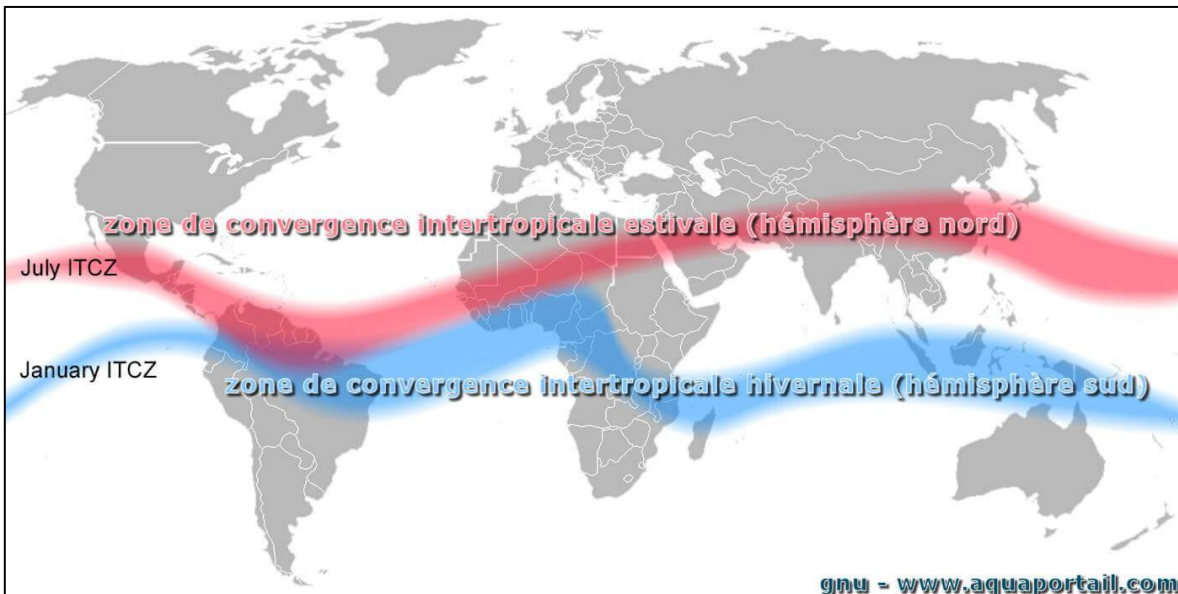 zone de convergence intertropicale estivale (hémisphère nord)
July ITCZ
January ITCZ
zone de convergence intertropicale hivernale (hémisphère sud)
gnu - www.aquaportail.com